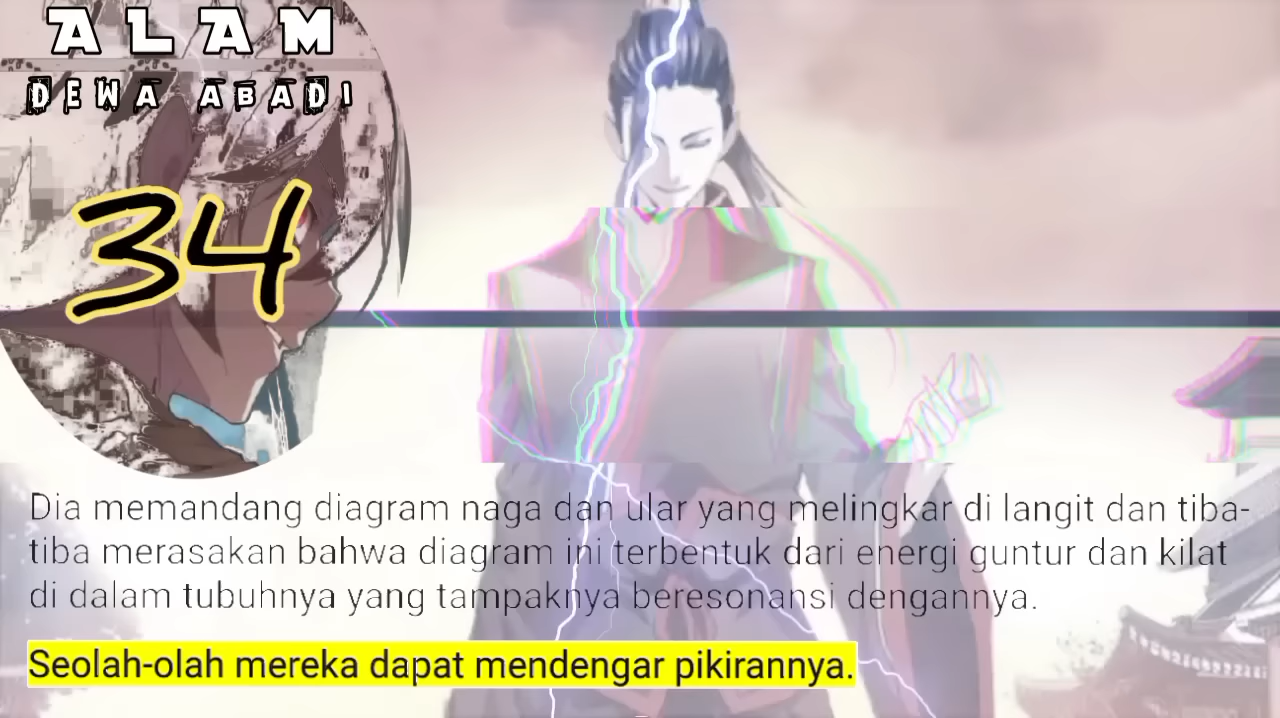 ALAM
DEWA ABADI
34
Dia memandang diagram naga dan ular yang melingkar di langit dan tiba-
tiba merasakan bahwa diagram ini terbentuk dari energi guntur dan kilat
di dalam tubuhnya yang tampaknya beresonansi dengannya.
Seolah-olah mereka dapat mendengar pikirannya.